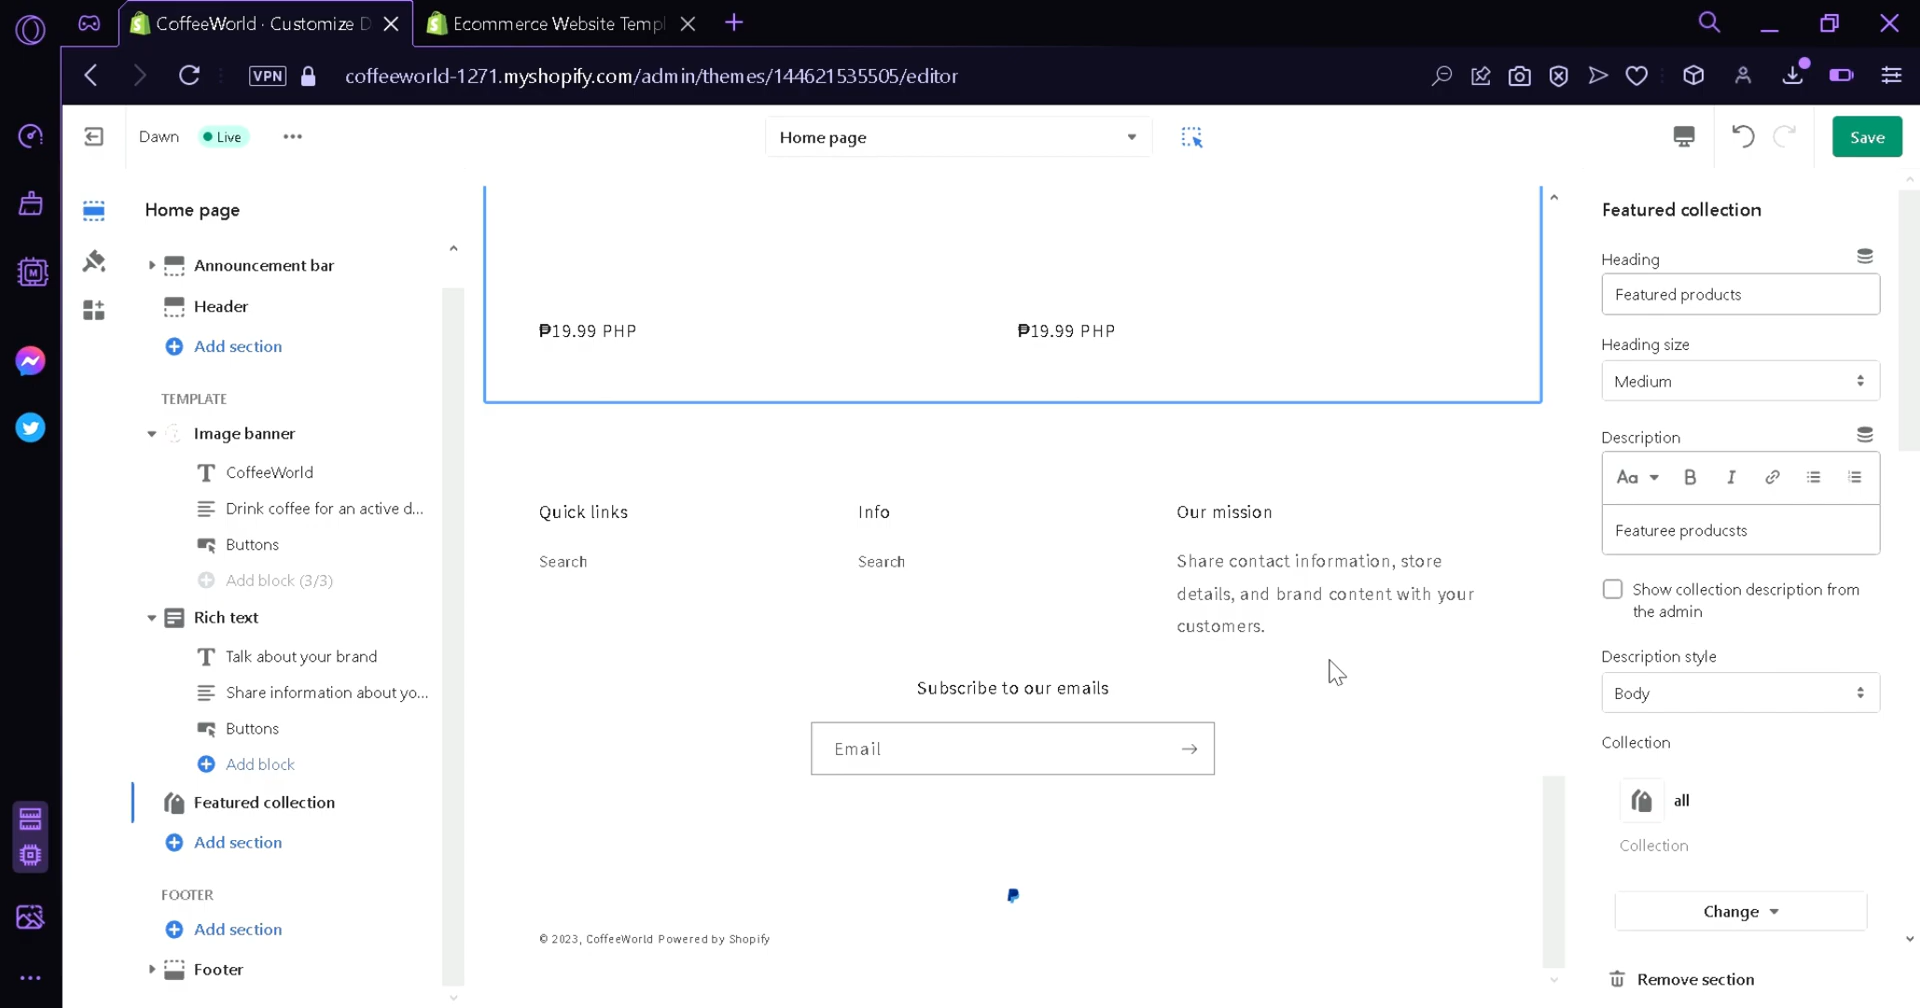 CoffeeWorld · Customize D
Ecommerce Website Templ
VPN
coffeeworld-1271.myshopify.com/admin/themes/144621535505/editor
Dawn
Live
Home page
Save
Home page
Announcement bar
Header
Add section
TEMPLATE
Image banner
CoffeeWorld
Drink coffee for an active d...
Buttons
Add block (3/3)
Rich text
Talk about your brand
Share information about yo...
Buttons
Add block
Featured collection
Add section
FOOTER
Add section
Footer
₱19.99 PHP
₱19.99 PHP
Quick links
Search
Info
Search
Our mission
Share contact information, store
details, and brand content with your
customers.
Subscribe to our emails
Email
© 2023, CoffeeWorld Powered by Shopify
Featured collection
Heading
Featured products
Heading size
Medium
Description
Aa
B
I
Featuree producsts
Show collection description from
the admin
Description style
Body
Collection
all
Collection
Change
Remove section